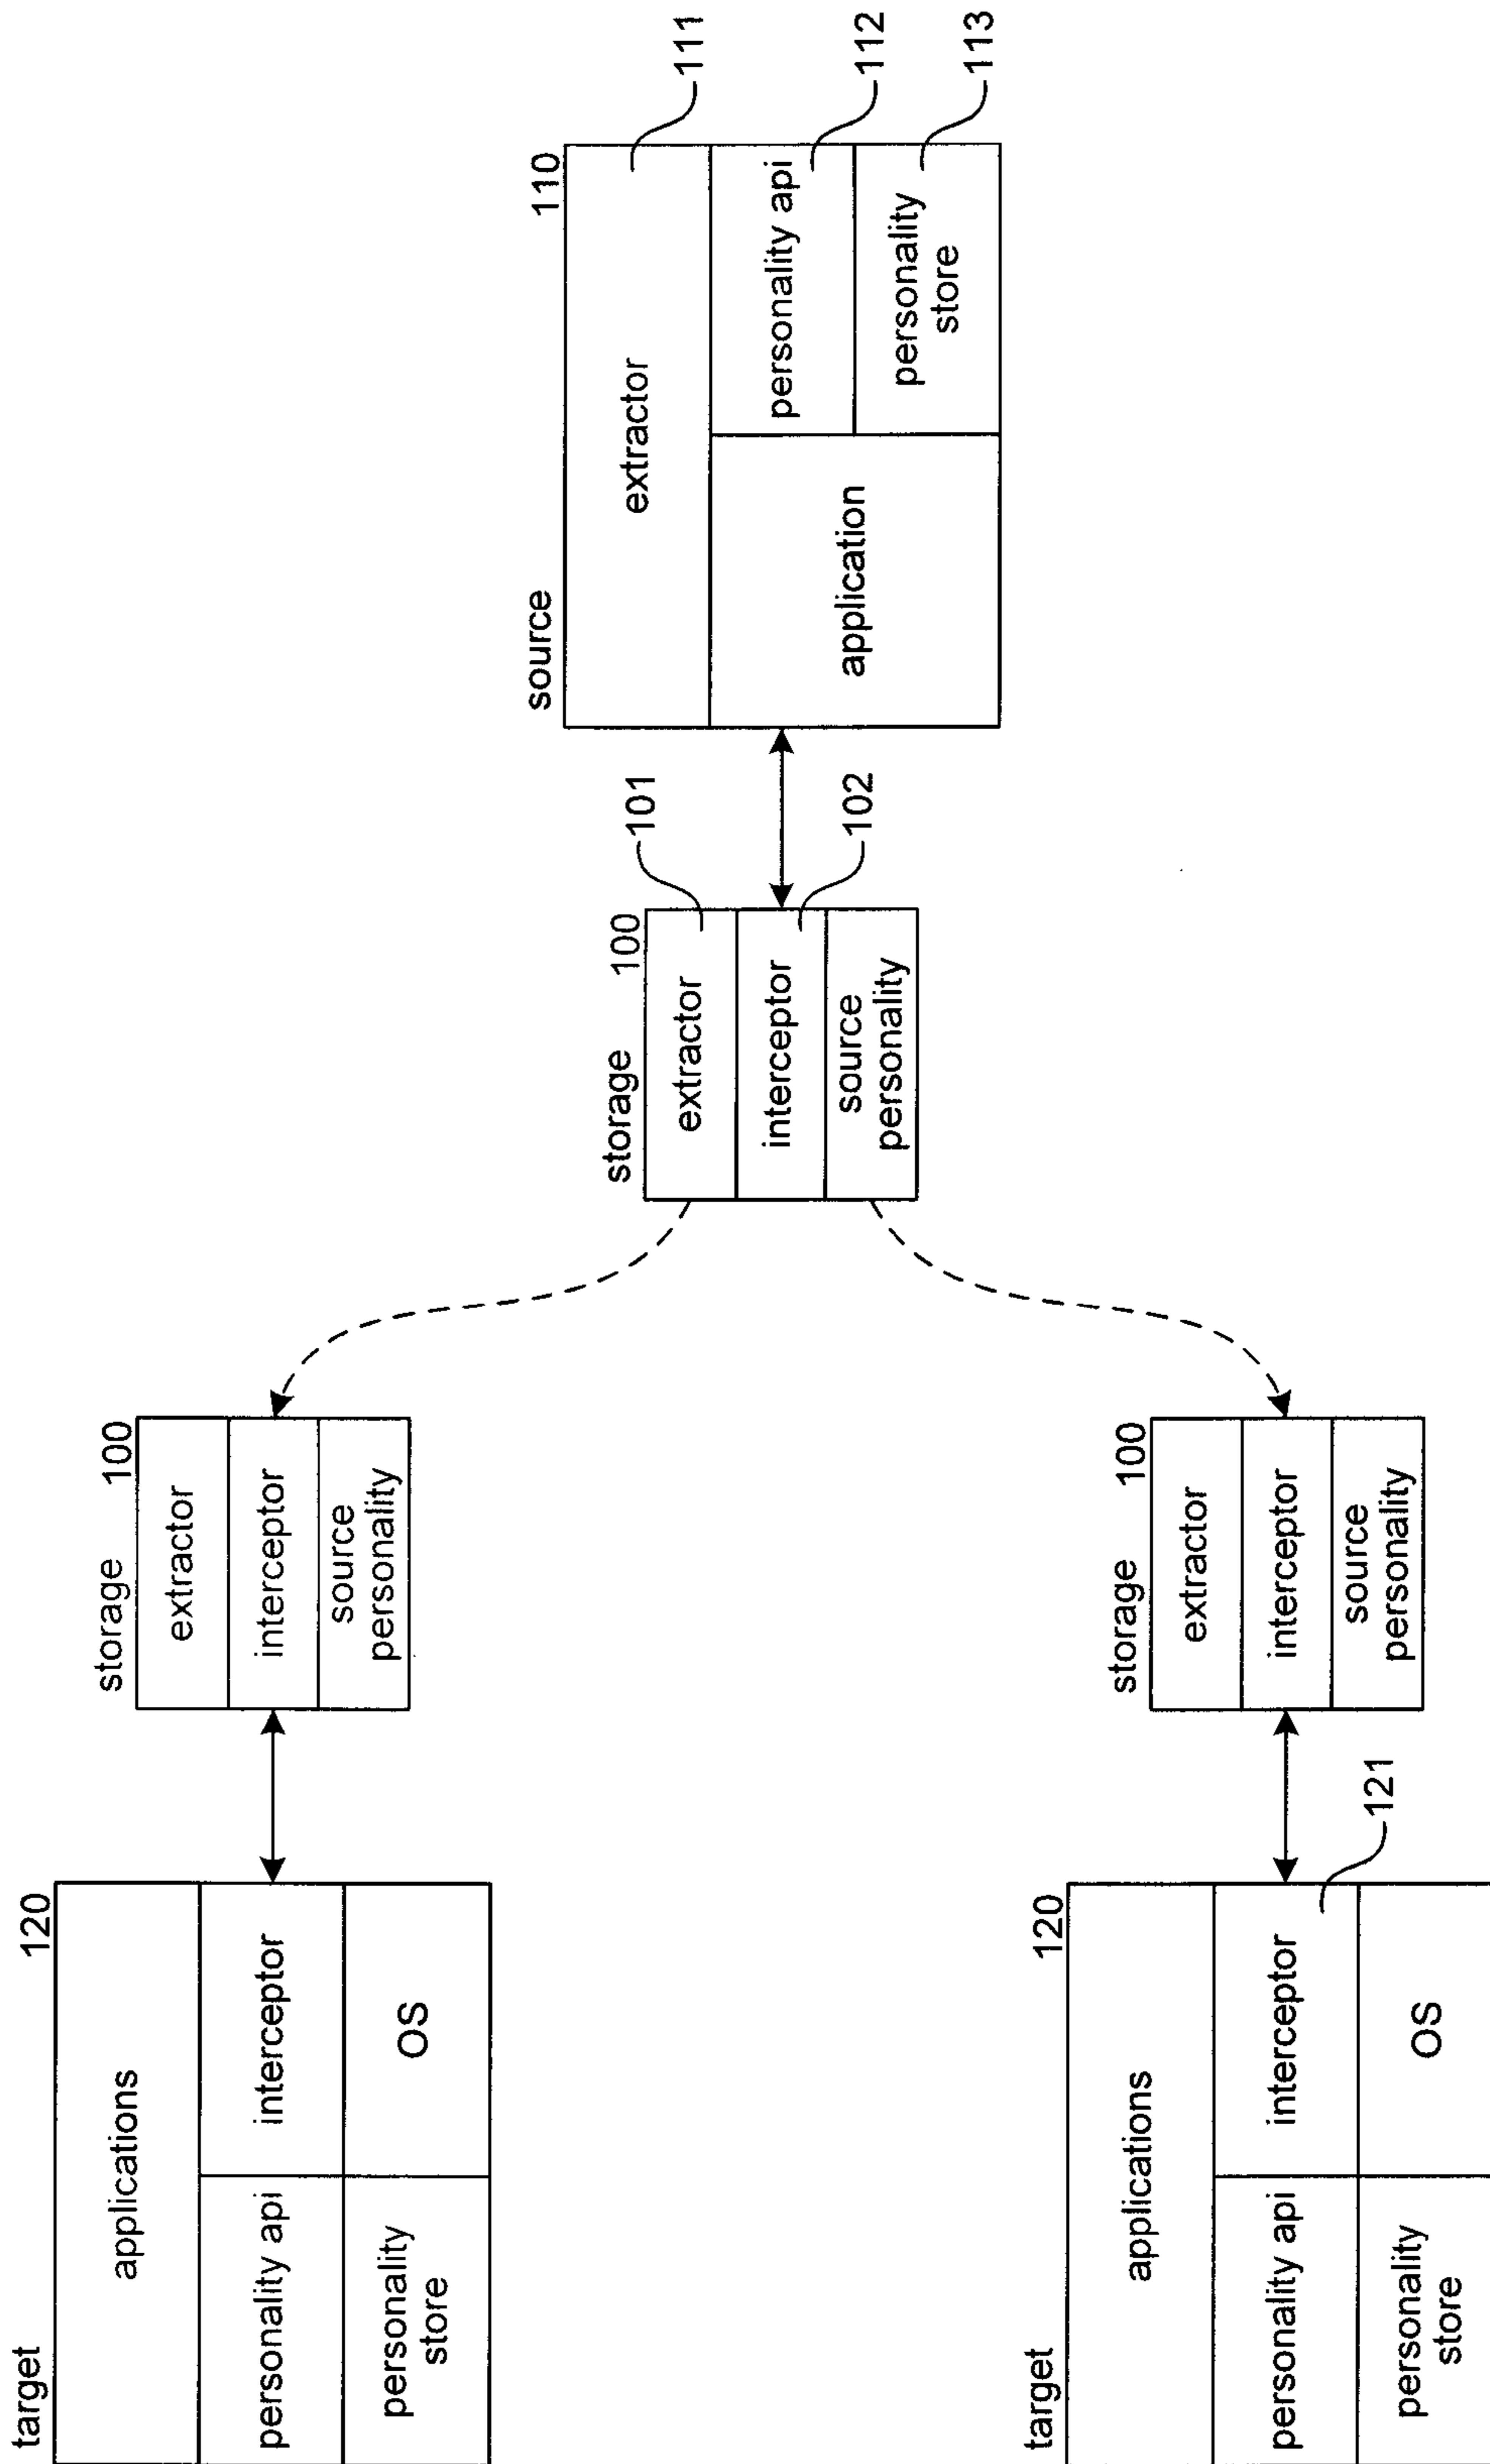 target 120
applications
personality api
interceptor
personality
store
OS
storage 100
extractor
interceptor
source
personality
storage 100
extractor
interceptor
source
personality
101
102
source 110
extractor
application
personality api
personality
store
111
112
113
target 120
applications
personality api
interceptor
personality
store
OS
121
storage 100
extractor
interceptor
source
personality